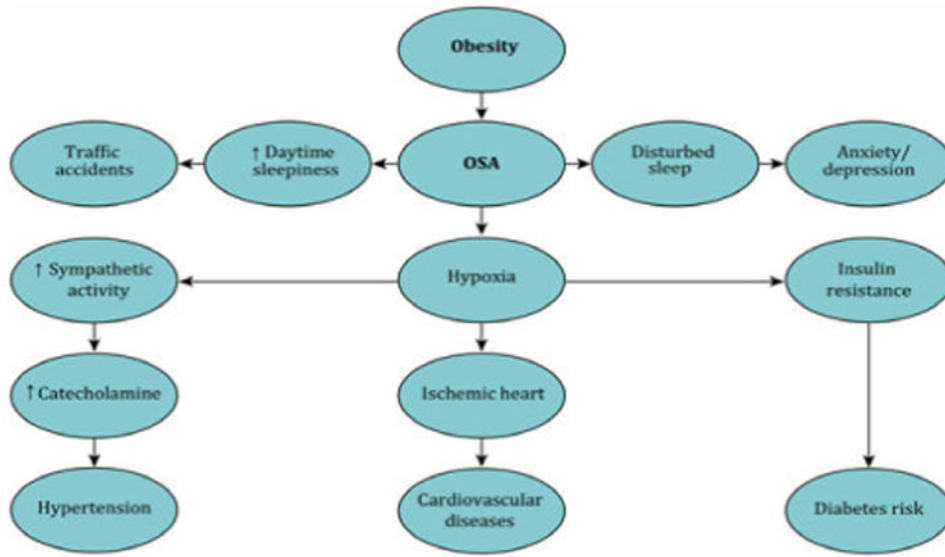 Obesity
Traffic
accidents
↑ Daytime
sleepiness
OSA
Disturbed
sleep
Anxiety/
depression
↑ Sympathetic
activity
Hypoxia
Insulin
resistance
↑Catecholamine
Ischemic heart
Hypertension
Cardiovascular
diseases
Diabetes risk